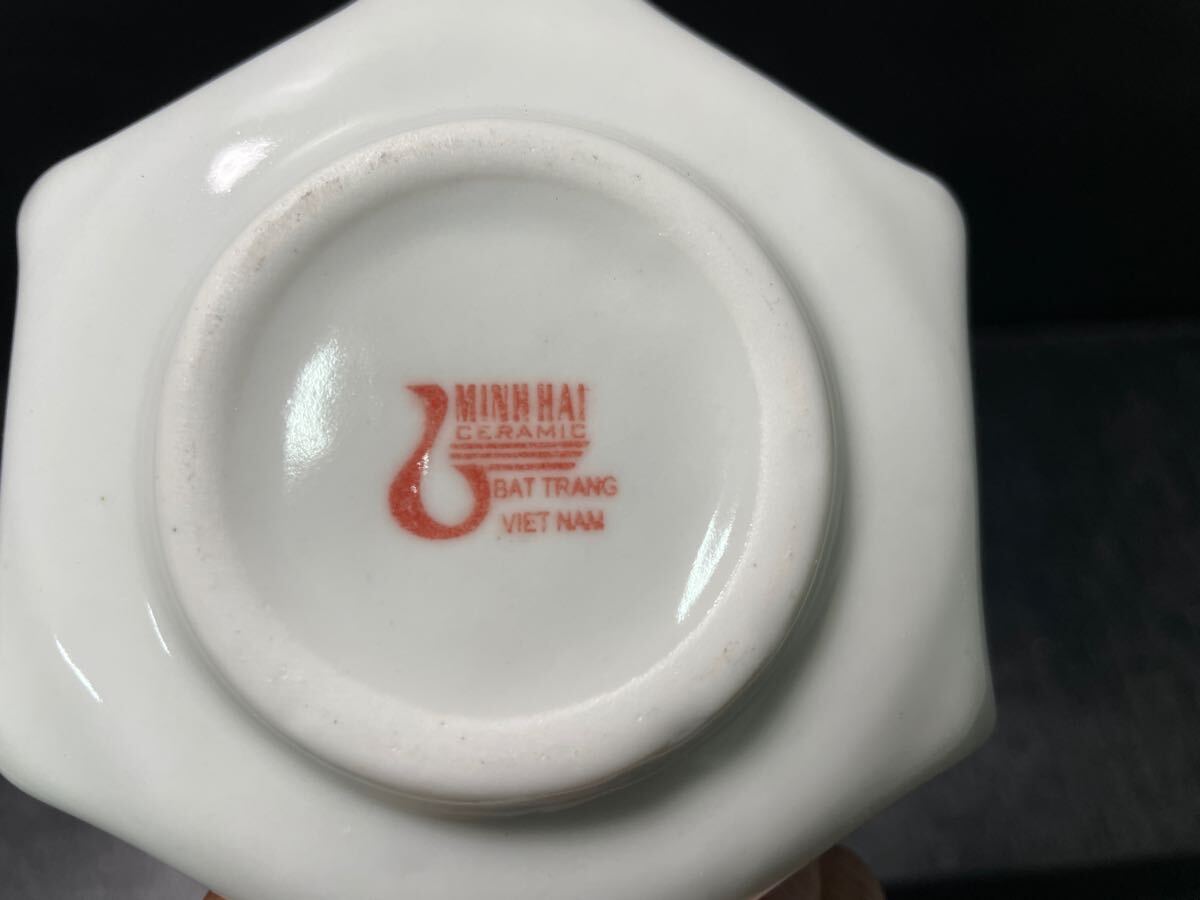 MINH HAI
CERAMIC
BAT TRANG
VIET NAM